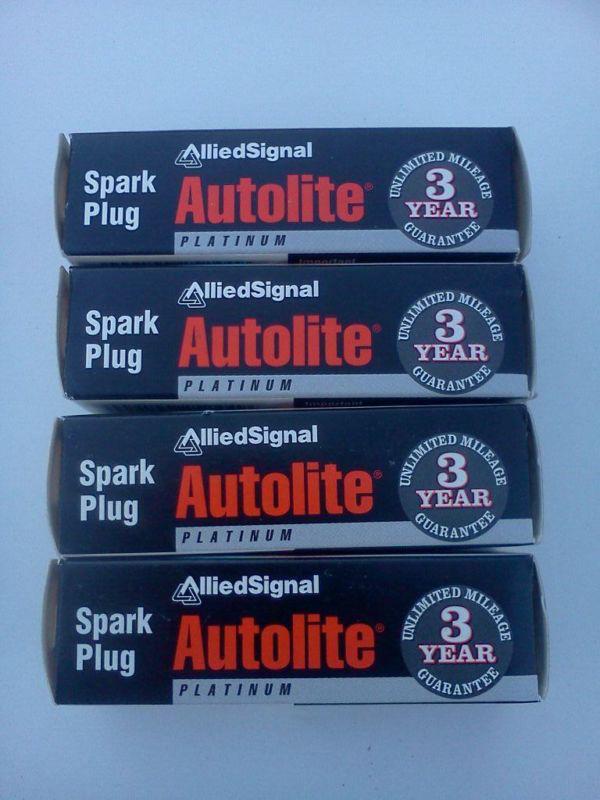 AlliedSignal
Spark Plug
Autolite®
PLATINUM
UNLIMITED MILEAGE
3
YEAR
GUARANTEE
Important
AlliedSignal
Spark Plug
Autolite®
PLATINUM
UNLIMITED MILEAGE
3
YEAR
GUARANTEE
Important
AlliedSignal
Spark Plug
Autolite®
PLATINUM
UNLIMITED MILEAGE
3
YEAR
GUARANTEE
AlliedSignal
Spark Plug
Autolite®
PLATINUM
UNLIMITED MILEAGE
3
YEAR
GUARANTEE